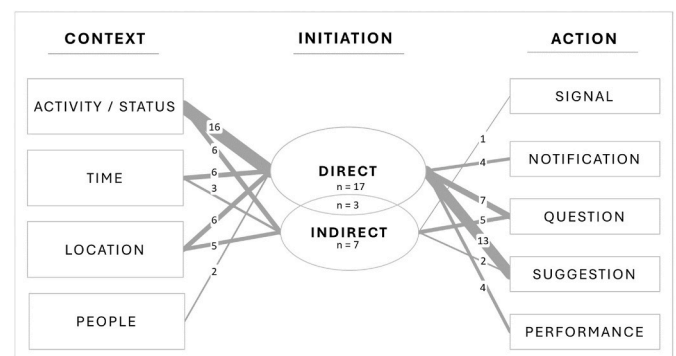 CONTEXT
INITIATION
ACTION
ACTIVITY / STATUS
TIME
LOCATION
PEOPLE
16
6
6
3
6
5
2
DIRECT
n = 17
n = 3
INDIRECT
n = 7
1
4
7
5
13
2
4
SIGNAL
NOTIFICATION
QUESTION
SUGGESTION
PERFORMANCE